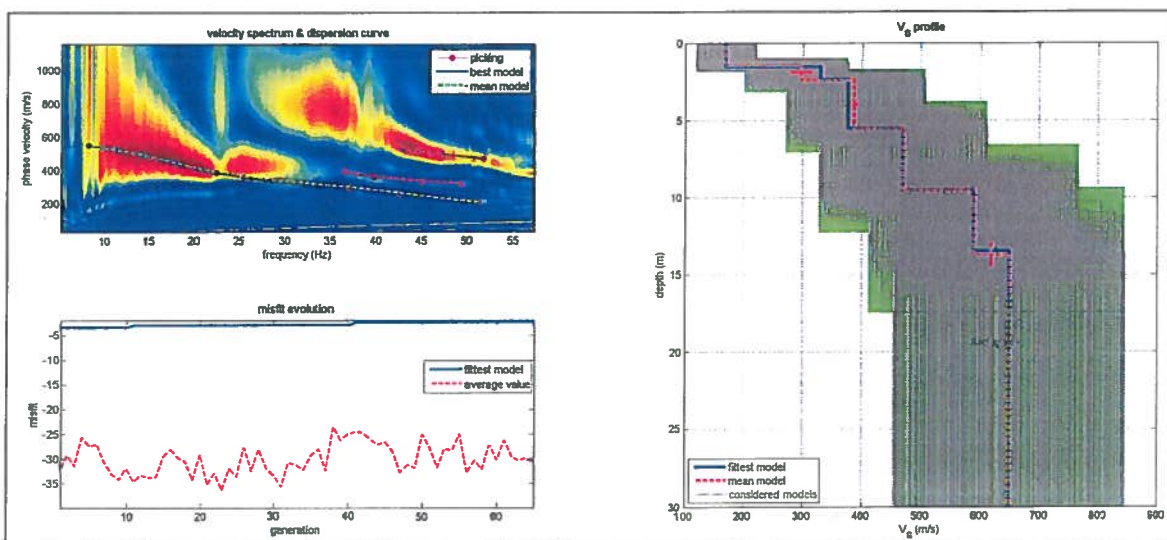 velocity spectrum & dispersion curve
picking
best model
mean model
1000
800
600
400
200
phase velocity (m/s)
10 15 20 25 30 35 40 45 50 55
frequency (Hz)
misfit evolution
-5
-10
-15
-20
-25
-30
-35
misfit
fittest model
average value
10 20 30 40 50 60
generation
VS profile
0
5
10
15
20
25
30
depth (m)
fittest model
mean model
considered models
100 200 300 400 500 600 700 800 900
VS (m/s)